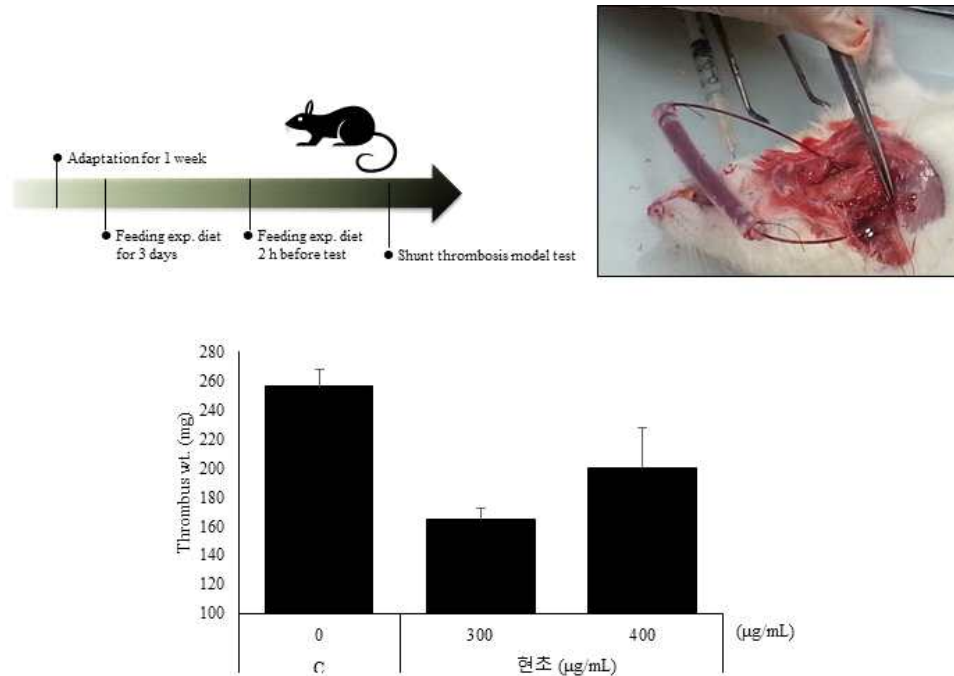 Adaptation for 1 week
Feeding exp. diet
for 3 days
Feeding exp. diet
2 h before test
Shunt thrombosis model test
Thrombus wt. (mg)
280
260
240
220
200
180
160
140
120
100
0
300
400
(μg/mL)
C
현초 (μg/mL)